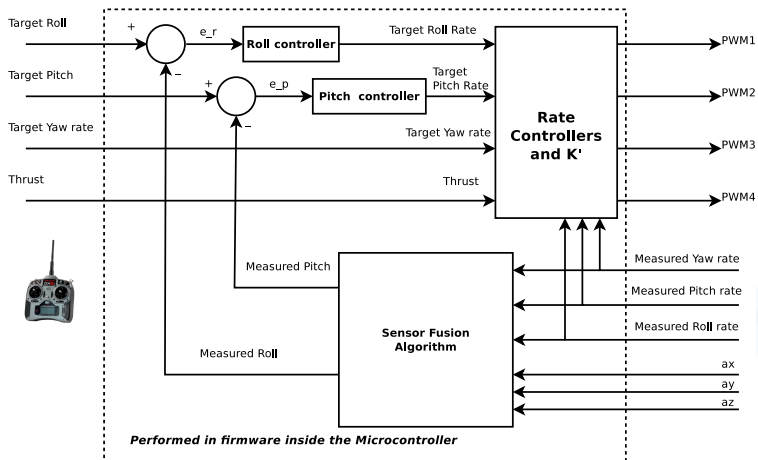 Target Roll
+
e_r
Roll controller
Target Roll Rate
PWM1
−
Target Pitch
+
e_p
Pitch controller
Target
Pitch Rate
PWM2
−
Rate
Controllers
and K'
Target Yaw rate
Target Yaw rate
PWM3
Thrust
Thrust
PWM4
Measured Pitch
Measured Yaw rate
Measured Pitch rate
Sensor Fusion
Algorithm
Measured Roll rate
Measured Roll
ax
ay
az
Performed in firmware inside the Microcontroller